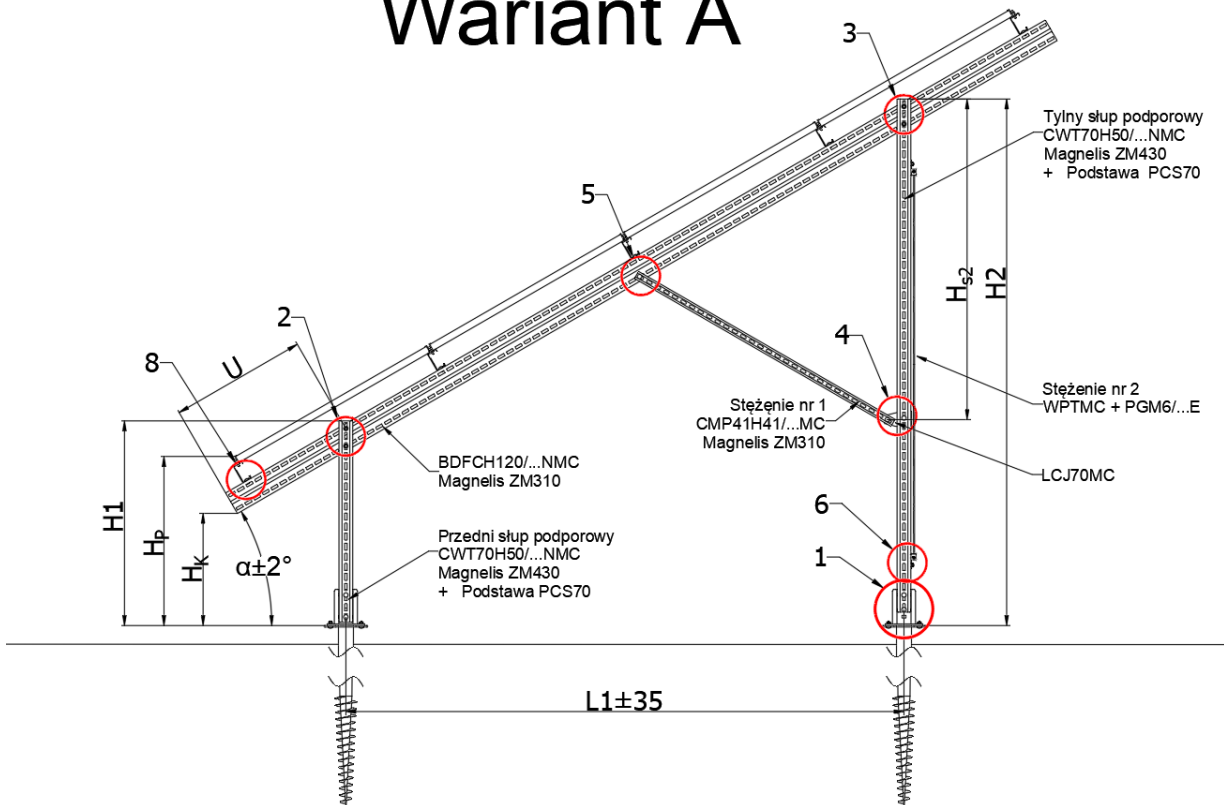 Wariant A
3
Tylny słup podporowy
CWT70H50/...NMC
Magnelis ZM430
+ Podstawa PCS70
5
Hs2
H2
2
U
8
4
Stężenie nr 1
CMP41H41/...MC
Magnelis ZM310
Stężenie nr 2
WPTMC + PGM6/...E
BDFCH120/...NMC
Magnelis ZM310
LCJ70MC
H1
HP
HK
α±2°
Przedni słup podporowy
CWT70H50/...NMC
Magnelis ZM430
+ Podstawa PCS70
6
1
L1±35